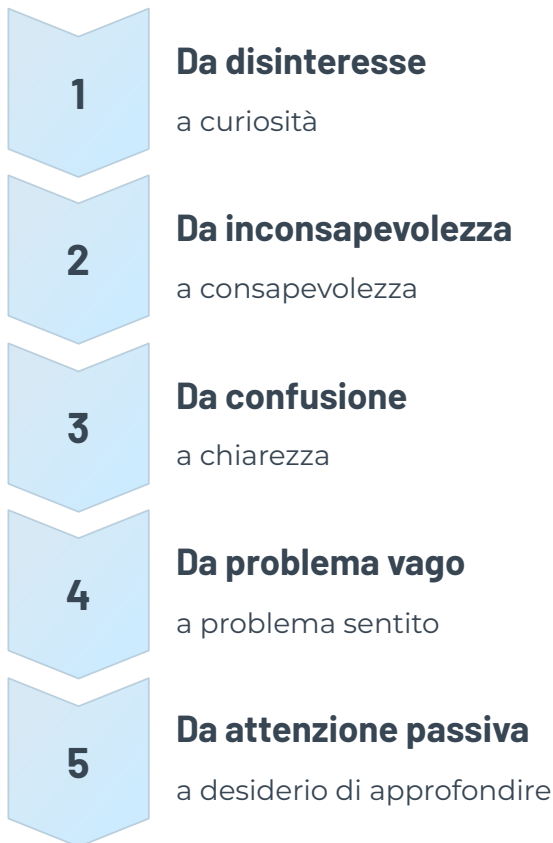 1
Da disinteresse
a curiosità
2
Da inconsapevolezza
a consapevolezza
3
Da confusione
a chiarezza
4
Da problema vago
a problema sentito
5
Da attenzione passiva
a desiderio di approfondire